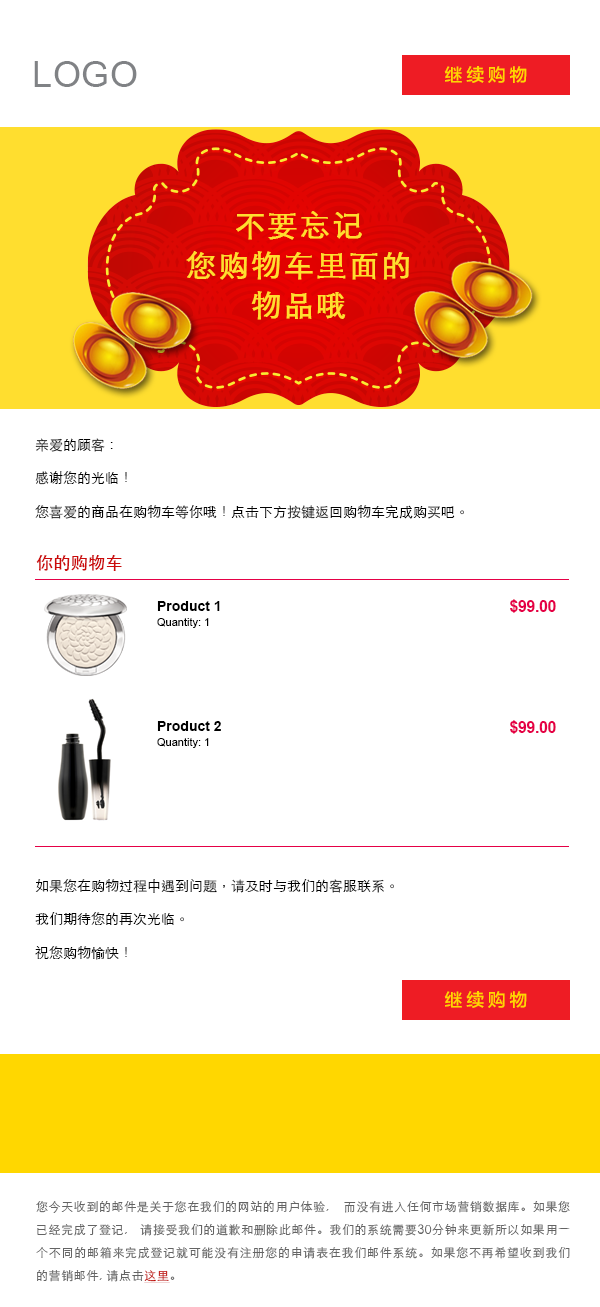 LOGO
继续购物
不要忘记
您购物车里面的
物品哦
亲爱的顾客：
感谢您的光临！
您喜爱的商品在购物车等你哦！点击下方按键返回购物车完成购买吧。
你的购物车
Product 1
$99.00
Quantity: 1
Product 2
$99.00
Quantity: 1
如果您在购物过程中遇到问题，请及时与我们的客服联系。
我们期待您的再次光临。
祝您购物愉快！
继续购物
您今天收到的邮件是关于您在我们的网站的用户体验， 而没有进入任何市场营销数据库。如果您
已经完成了登记， 请接受我们的道歉和删除此邮件。我们的系统需要30分钟来更新所以如果用一
个不同的邮箱来完成登记就可能没有注册您的申请表在我们邮件系统。如果您不再希望收到我们
的营销邮件, 请点击这里。